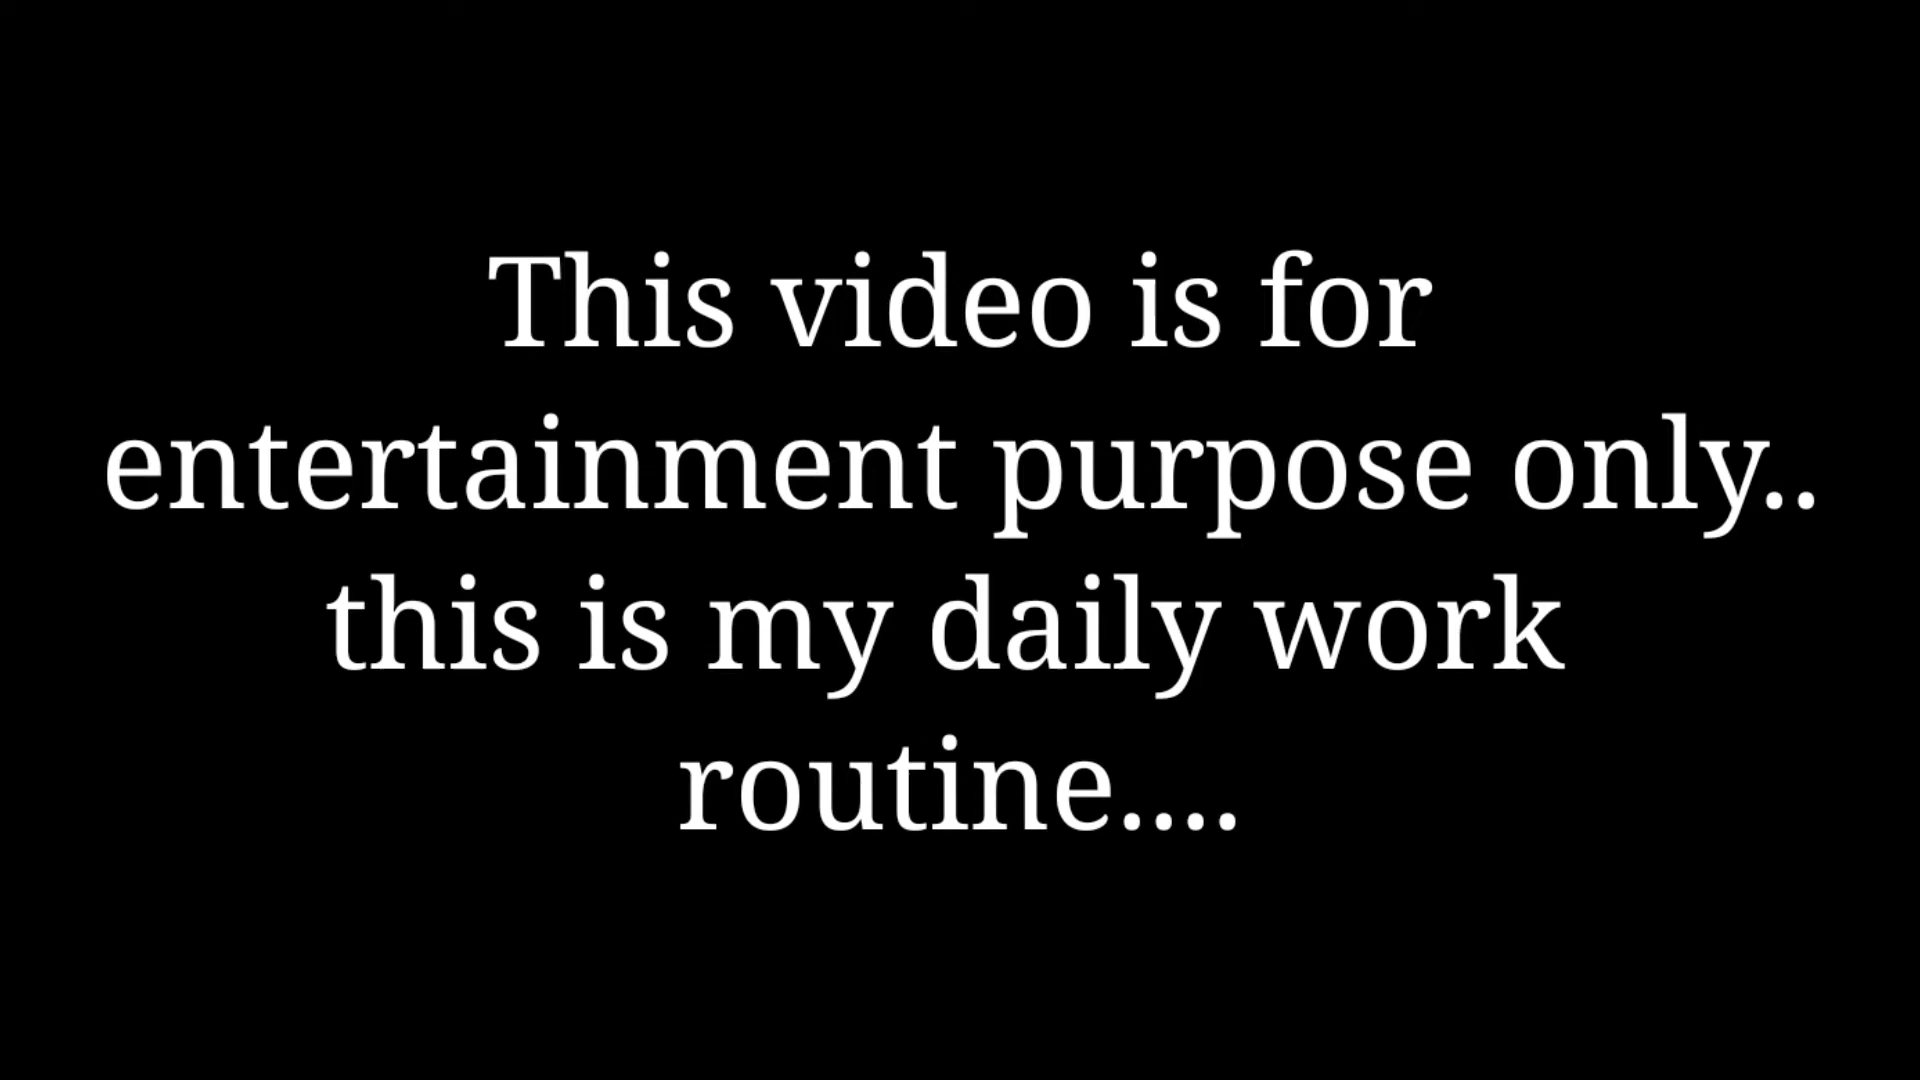 This video is for
entertainment purpose only..
this is my daily work
routine....